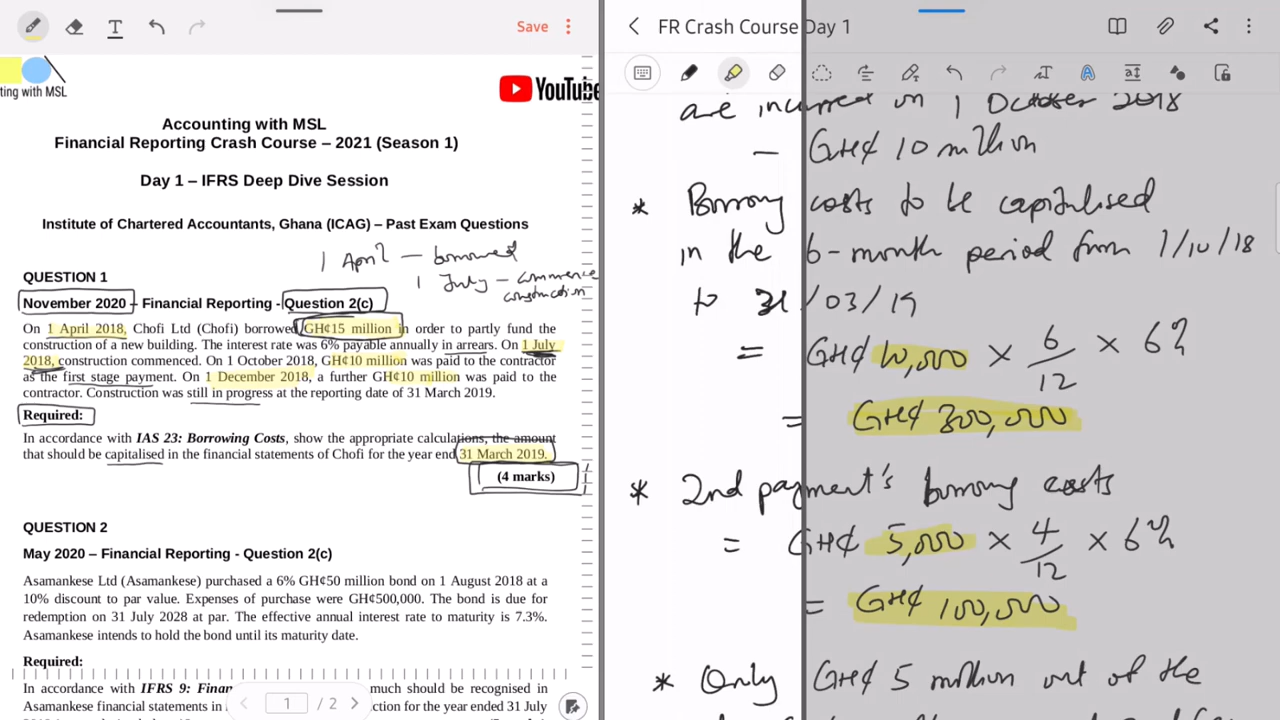 Save
ting with MSL
YouTube
Accounting with MSL
Financial Reporting Crash Course – 2021 (Season 1)
Day 1 – IFRS Deep Dive Session
Institute of Chartered Accountants, Ghana (ICAG) – Past Exam Questions
1 April — borrowed
1 July — commence
construction
QUESTION 1
November 2020 – Financial Reporting - Question 2(c)
On 1 April 2018, Chofi Ltd (Chofi) borrowed GH¢15 million in order to partly fund the
construction of a new building. The interest rate was 6% payable annually in arrears. On 1 July
2018, construction commenced. On 1 October 2018, GH¢10 million was paid to the contractor
as the first stage payment. On 1 December 2018, a further GH¢10 million was paid to the
contractor. Construction was still in progress at the reporting date of 31 March 2019.
Required:
In accordance with IAS 23: Borrowing Costs, show the appropriate calculations, the amount
that should be capitalised in the financial statements of Chofi for the year end 31 March 2019.
(4 marks)
QUESTION 2
May 2020 – Financial Reporting - Question 2(c)
Asamankese Ltd (Asamankese) purchased a 6% GH¢50 million bond on 1 August 2018 at a
10% discount to par value. Expenses of purchase were GH¢500,000. The bond is due for
redemption on 31 July 2028 at par. The effective annual interest rate to maturity is 7.3%.
Asamankese intends to hold the bond until its maturity date.
Required:
In accordance with IFRS 9: Finan much should be recognised in
Asamankese financial statements in ction for the year ended 31 July
1 / 2
FR Crash Course Day 1
are incurred on 1 October 2018
— GH¢ 10 million
* Borrowing costs to be capitalised
in the 6-month period from 1/10/18
to 31/03/19
= GH¢ 10,000 × 6/12 × 6%
= GH¢ 300,000
* 2nd payment's borrowing costs
= GH¢ 5,000 × 4/12 × 6%
= GH¢ 100,000
* Only GH¢ 5 million out of the